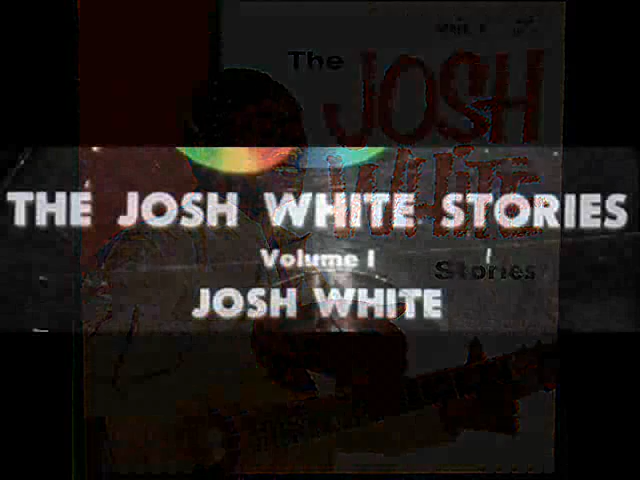 The
JOSH
WHITE
Stories
THE JOSH WHITE STORIES
Volume I
JOSH WHITE